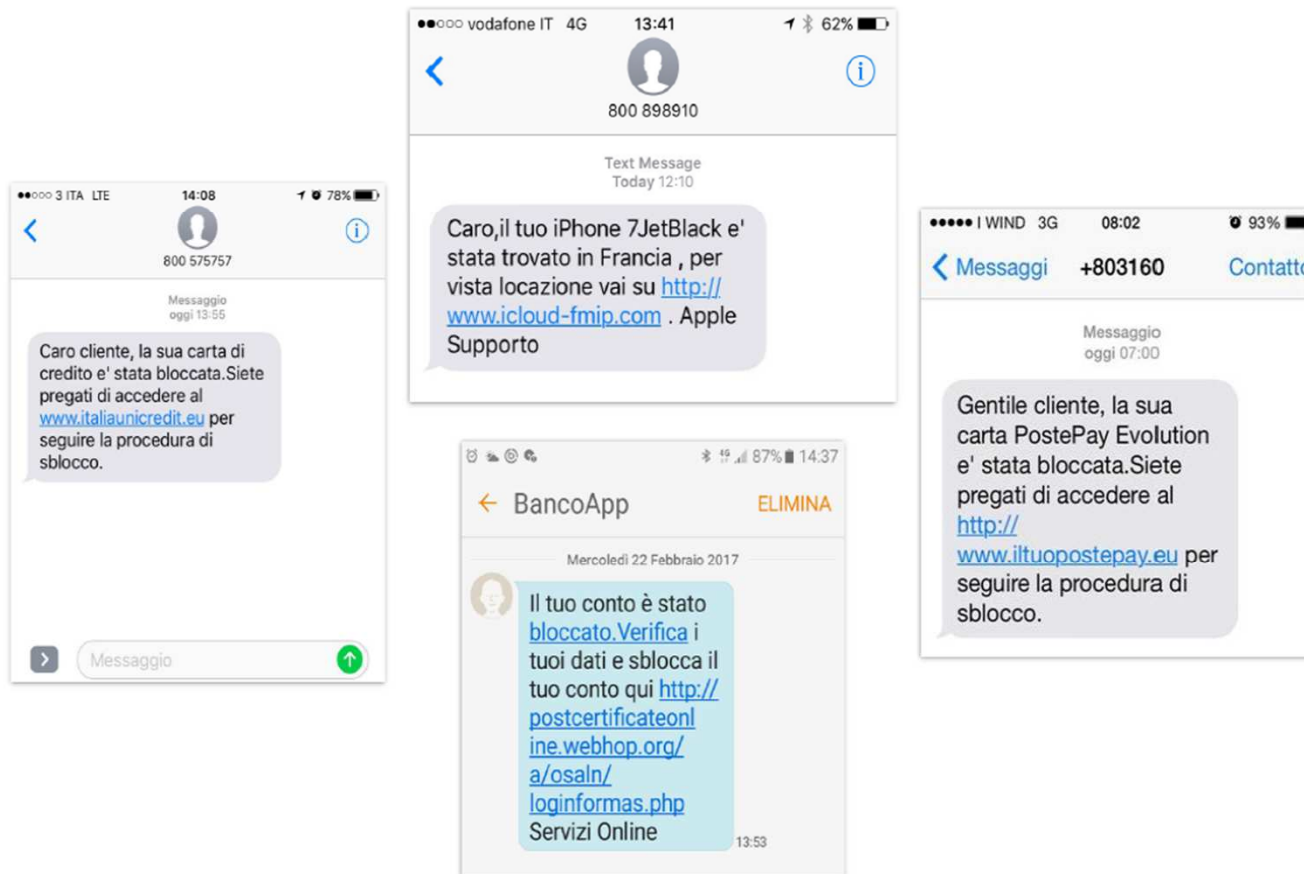 vodafone IT 4G 13:41 62%
800 898910
Text Message
Today 12:10
Caro,il tuo iPhone 7JetBlack e'
stata trovato in Francia , per
vista locazione vai su http://
www.icloud-fmip.com . Apple
Supporto
3 ITA LTE 14:08 78%
800 575757
Messaggio
oggi 13:55
Caro cliente, la sua carta di
credito e' stata bloccata.Siete
pregati di accedere al
www.italiaunicredit.eu per
seguire la procedura di
sblocco.
Messaggio
I WIND 3G 08:02 93%
Messaggi +803160 Contatto
Messaggio
oggi 07:00
Gentile cliente, la sua
carta PostePay Evolution
e' stata bloccata.Siete
pregati di accedere al
http://
www.iltuopostepay.eu per
seguire la procedura di
sblocco.
4G 87% 14:37
BancoApp ELIMINA
Mercoledì 22 Febbraio 2017
Il tuo conto è stato
bloccato.Verifica i
tuoi dati e sblocca il
tuo conto qui http://
postcertificateonl
ine.webhop.org/
a/osaln/
loginformas.php
Servizi Online
13:53